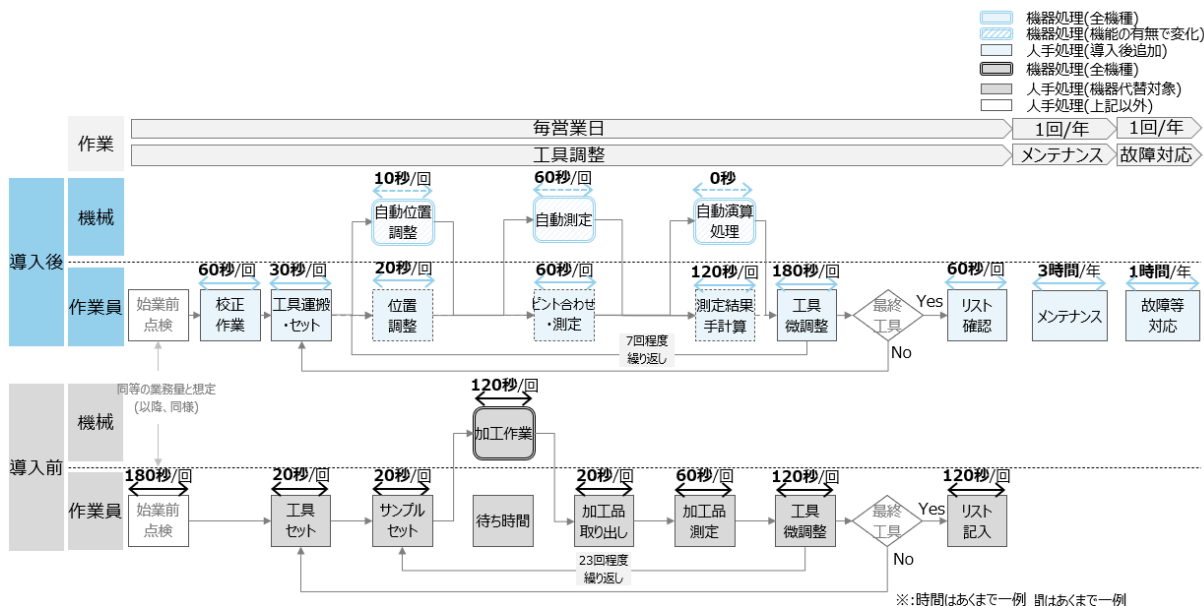 機器処理(全機種)
機器処理(機能の有無で変化)
人手処理(導入後追加)
機器処理(全機種)
人手処理(機器代替対象)
人手処理(上記以外)
作業
毎営業日
1回/年
1回/年
工具調整
メンテナンス
故障対応
導入後
機械
10秒/回
60秒/回
0秒
自動位置
調整
自動測定
自動演算
処理
作業員
60秒/回
30秒/回
20秒/回
60秒/回
120秒/回
180秒/回
60秒/回
3時間/年
1時間/年
始業前
点検
校正
作業
工具運搬
・セット
位置
調整
ピント合わせ
・測定
測定結果
手計算
工具
微調整
最終
工具
Yes
No
リスト
確認
メンテナンス
故障等
対応
7回程度
繰り返し
同等の業務量と想定
(以降、同様)
導入前
機械
120秒/回
加工作業
作業員
180秒/回
20秒/回
20秒/回
20秒/回
60秒/回
120秒/回
120秒/回
始業前
点検
工具
セット
サンプル
セット
待ち時間
加工品
取り出し
加工品
測定
工具
微調整
最終
工具
Yes
No
リスト
記入
23回程度
繰り返し
※:時間はあくまで一例 間はあくまで一例